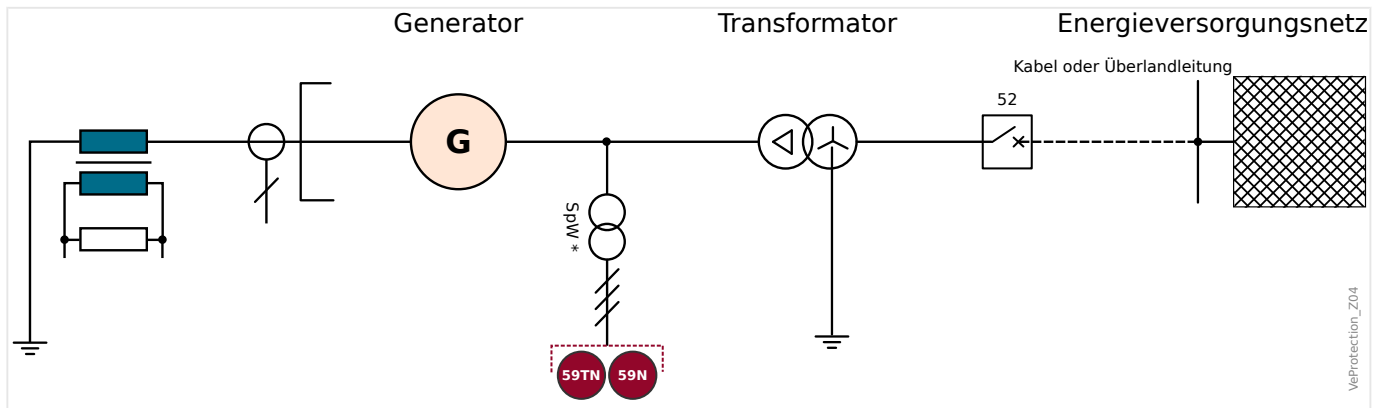 Generator
Transformator
Energieversorgungsnetz
Kabel oder Überlandleitung
52
G
SpW *
59TN
59N
VeProtection_Z04